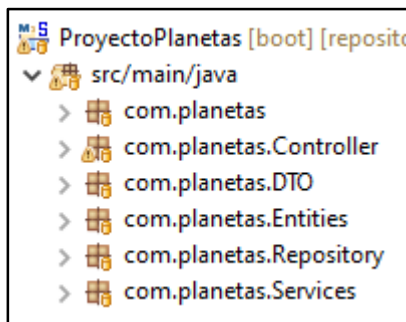 ProyectoPlanetas [boot] [reposito
src/main/java
com.planetas
com.planetas.Controller
com.planetas.DTO
com.planetas.Entities
com.planetas.Repository
com.planetas.Services